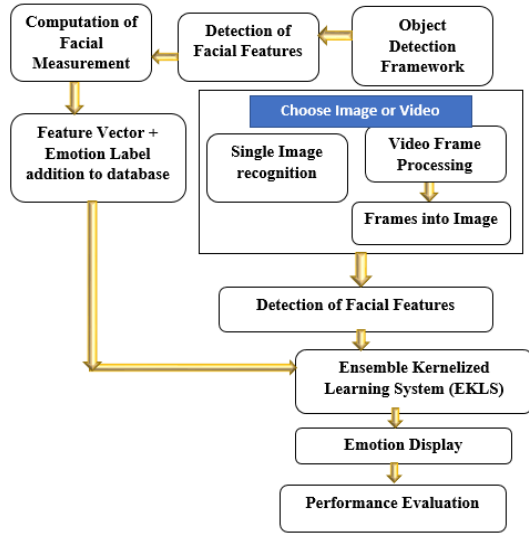 Computation of
Facial
Measurement
Detection of
Facial Features
Object
Detection
Framework
Feature Vector +
Emotion Label
addition to database
Choose Image or Video
Single Image
recognition
Video Frame
Processing
Frames into Image
Detection of Facial Features
Ensemble Kernelized
Learning System (EKLS)
Emotion Display
Performance Evaluation